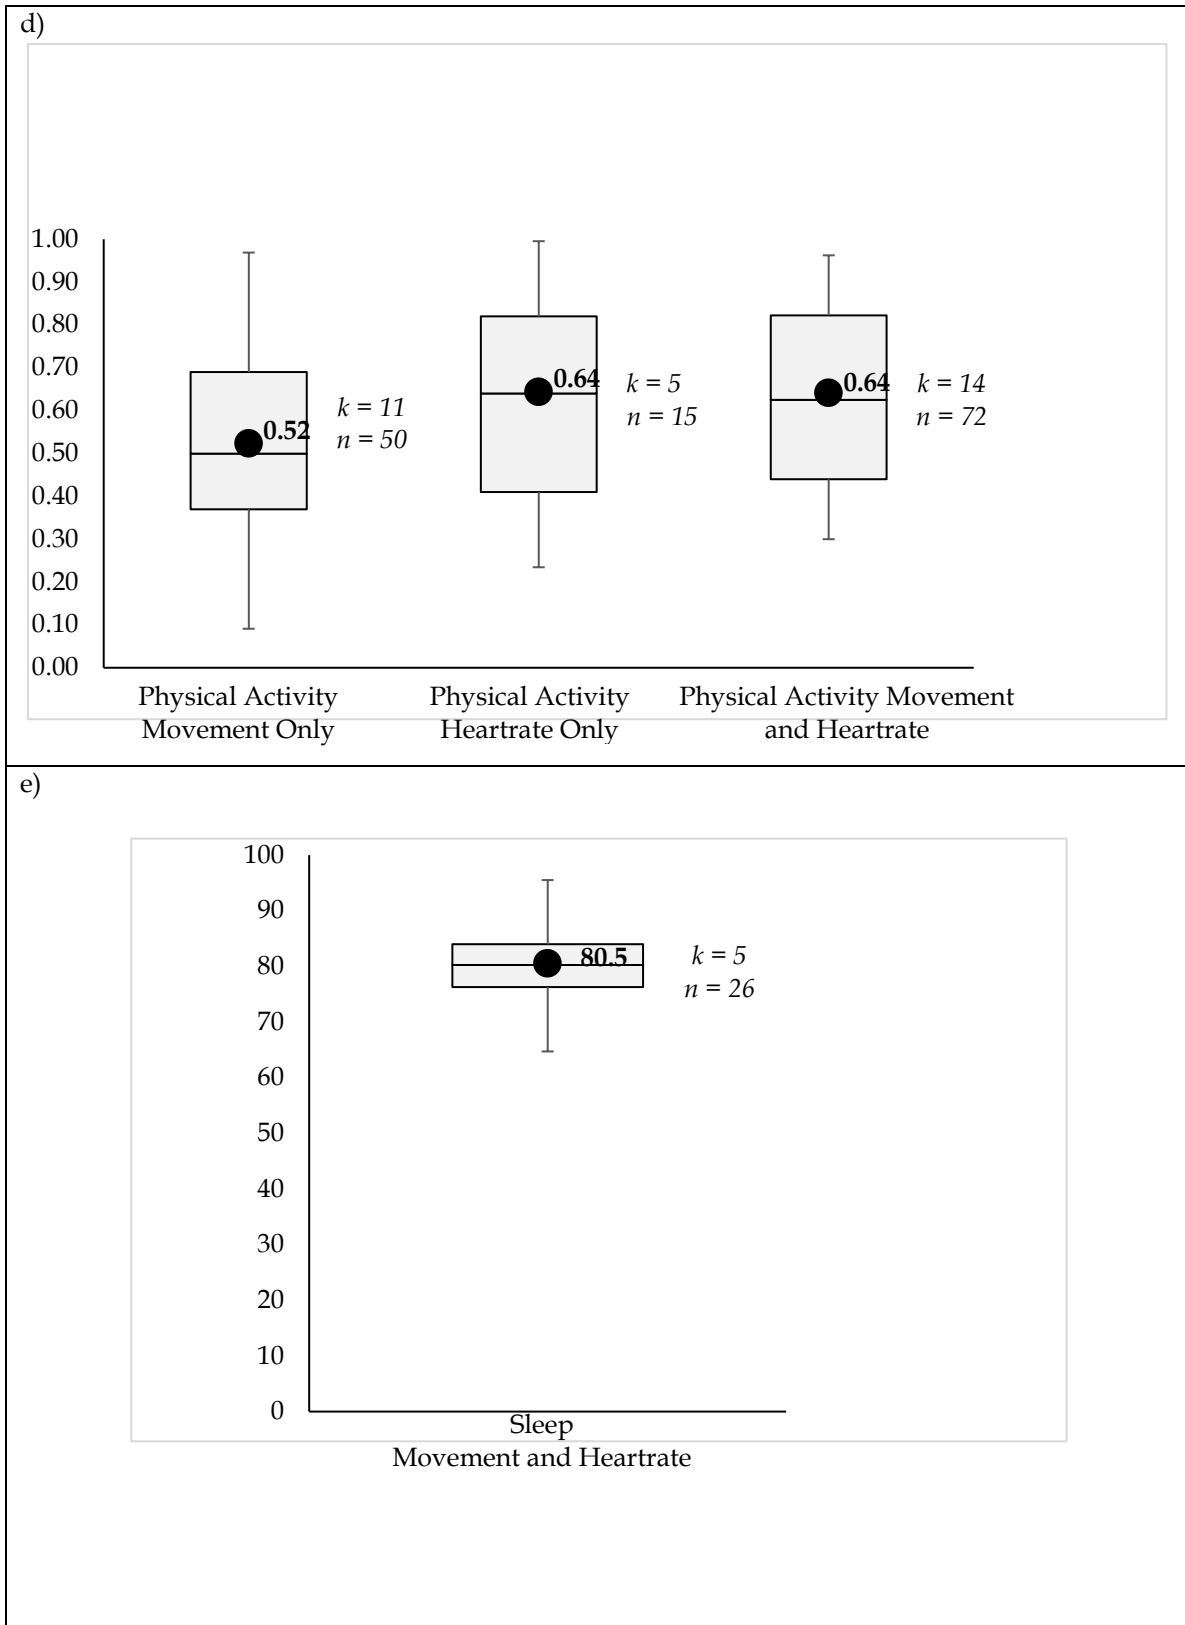 d)
1.00
0.90
0.80
0.70
0.60
0.50
0.40
0.30
0.20
0.10
0.00
0.52
k = 11
n = 50
0.64
k = 5
n = 15
0.64
k = 14
n = 72
Physical Activity
Movement Only
Physical Activity
Heartrate Only
Physical Activity Movement
and Heartrate
e)
100
90
80
70
60
50
40
30
20
10
0
80.5
k = 5
n = 26
Sleep
Movement and Heartrate